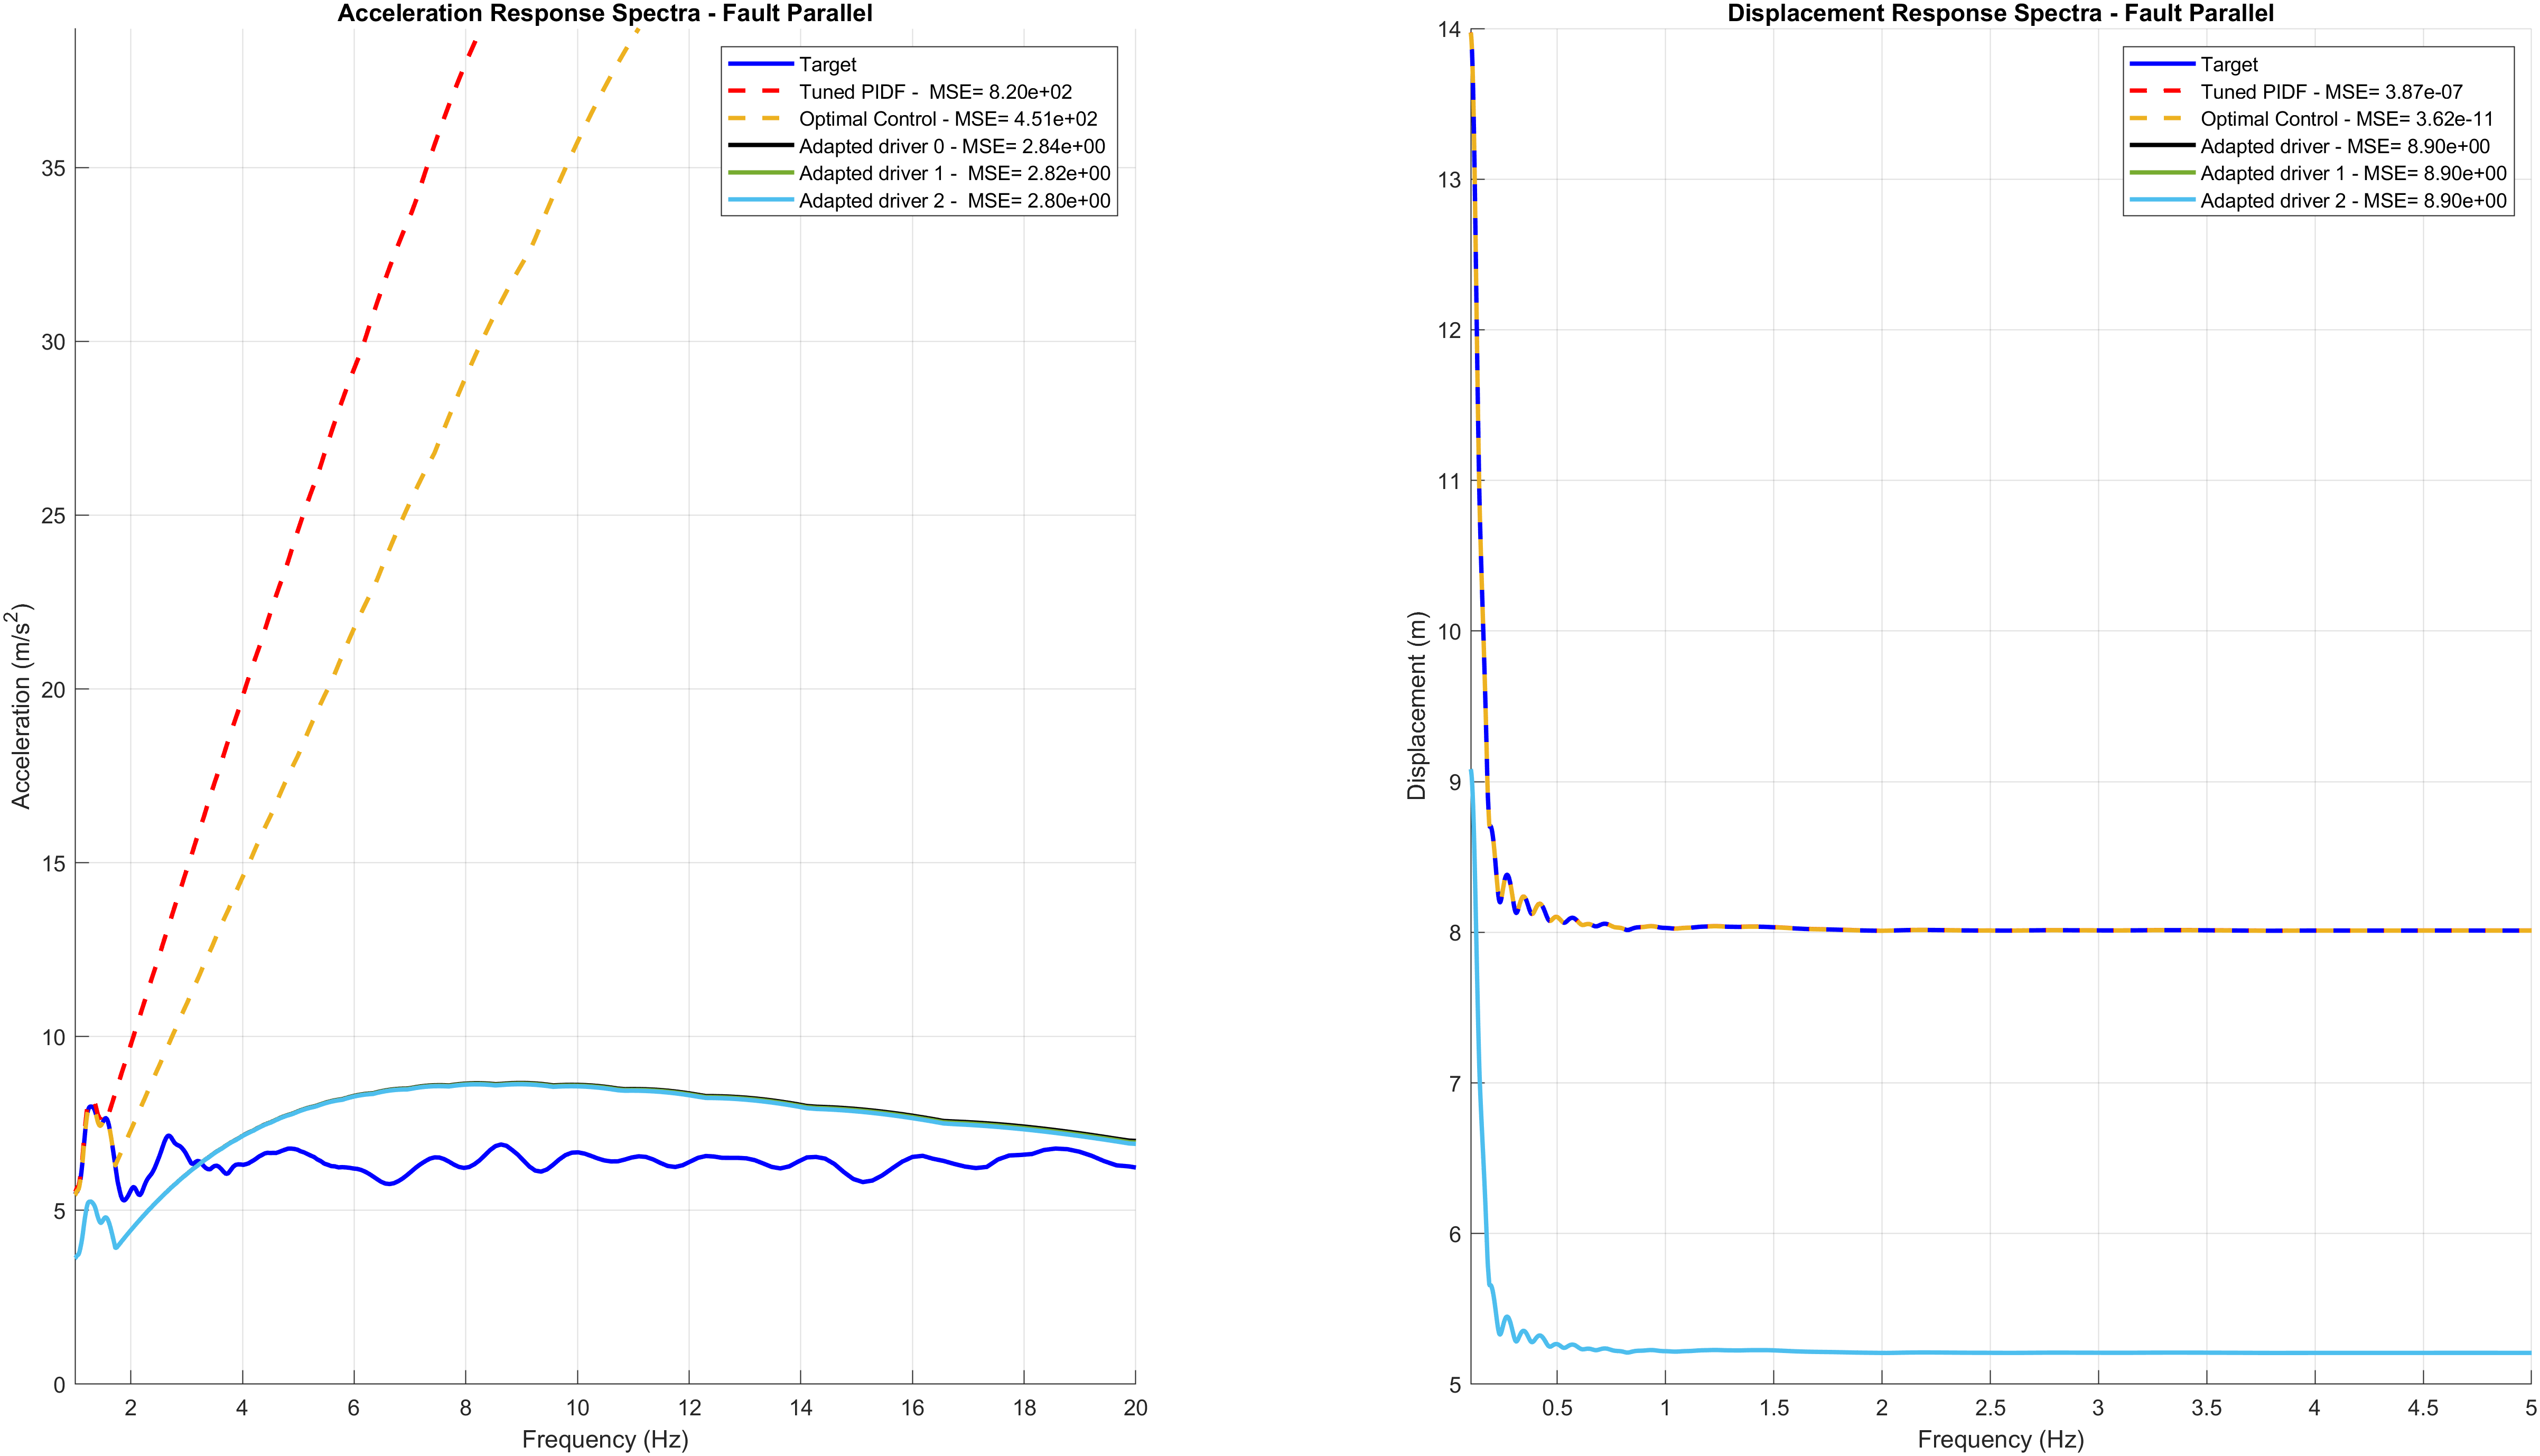 Acceleration Response Spectra - Fault Parallel
Target
Tuned PIDF -  MSE= 8.20e+02
Optimal Control - MSE= 4.51e+02
Adapted driver 0 - MSE= 2.84e+00
Adapted driver 1 -  MSE= 2.82e+00
Adapted driver 2 -  MSE= 2.80e+00
Acceleration (m/s²)
35
30
25
20
15
10
5
0
2 4 6 8 10 12 14 16 18 20
Frequency (Hz)
Displacement Response Spectra - Fault Parallel
Target
Tuned PIDF - MSE= 3.87e-07
Optimal Control - MSE= 3.62e-11
Adapted driver - MSE= 8.90e+00
Adapted driver 1 - MSE= 8.90e+00
Adapted driver 2 - MSE= 8.90e+00
Displacement (m)
14
13
12
11
10
9
8
7
6
5
0.5 1 1.5 2 2.5 3 3.5 4 4.5 5
Frequency (Hz)